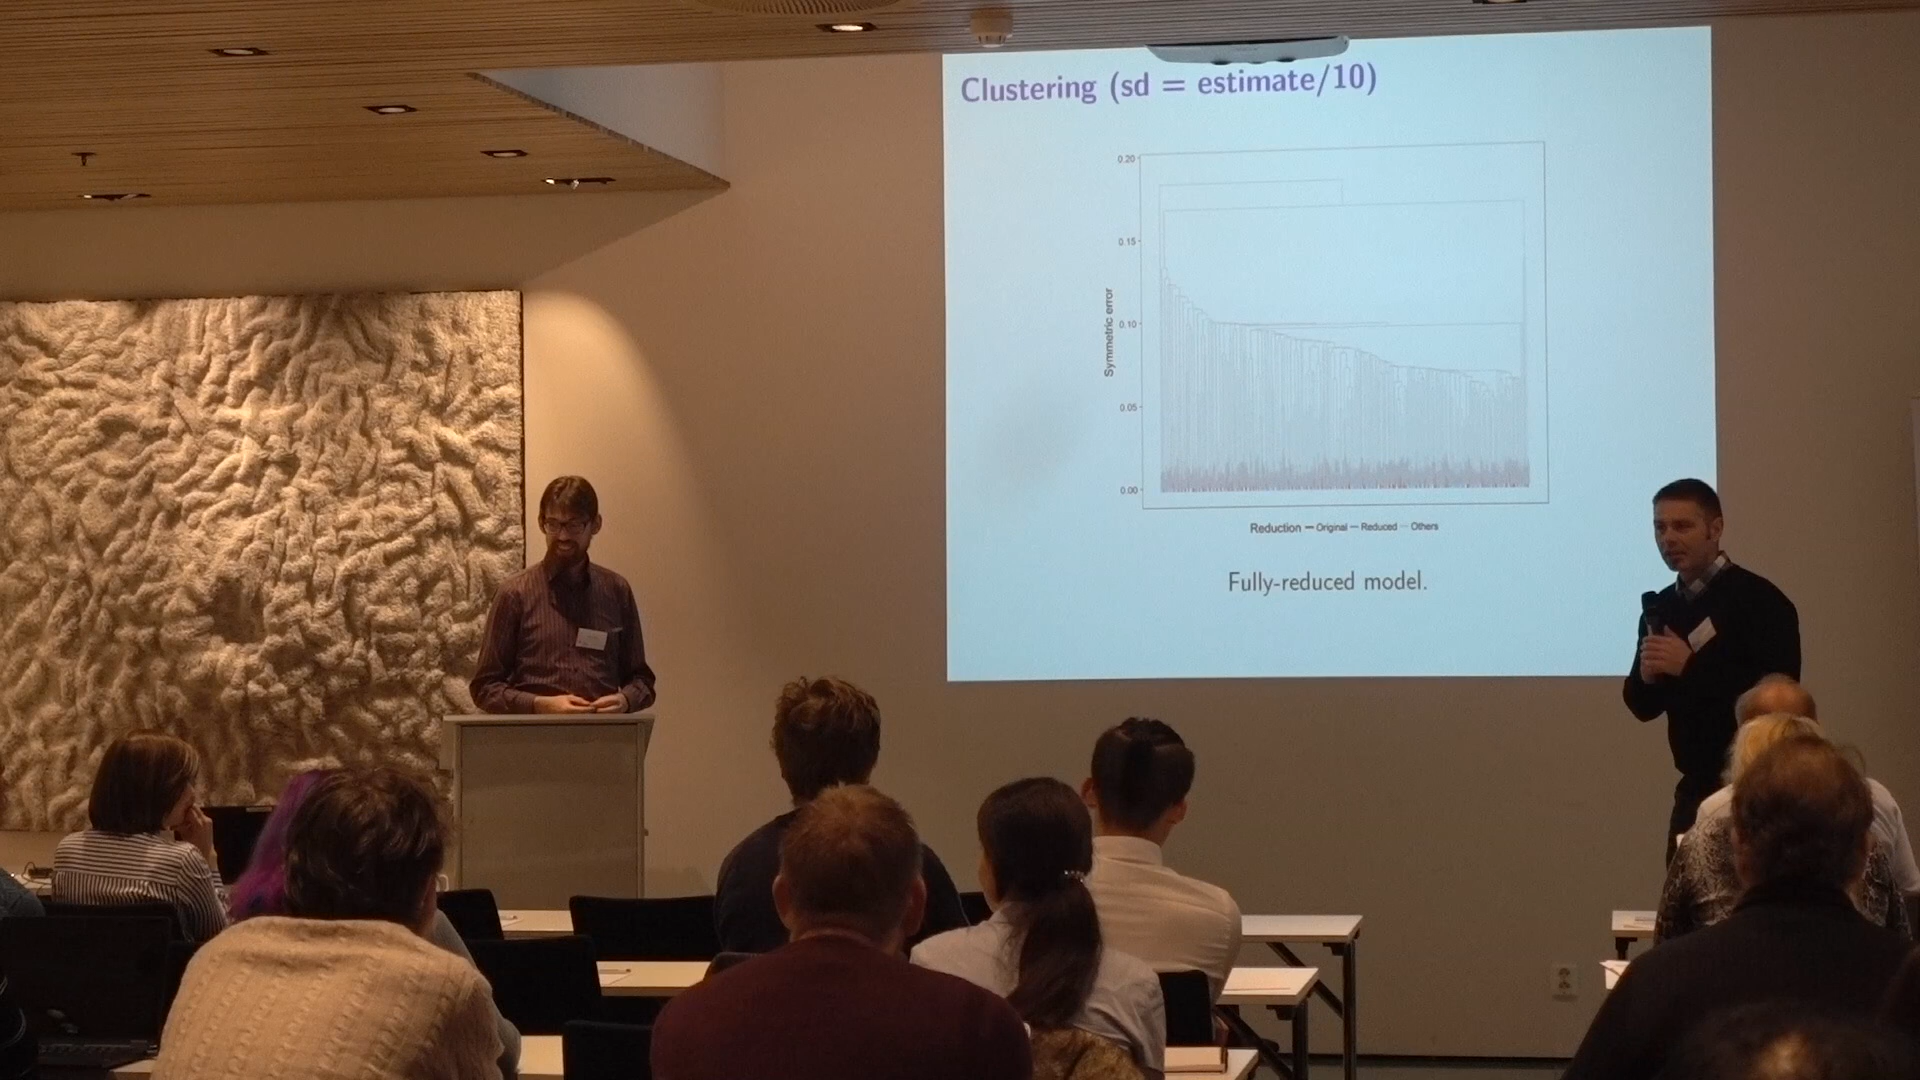 Clustering (sd = estimate/10)
0.20
0.15
0.10
0.05
0.00
Symmetric error
Reduction Original Reduced Others
Fully-reduced model.